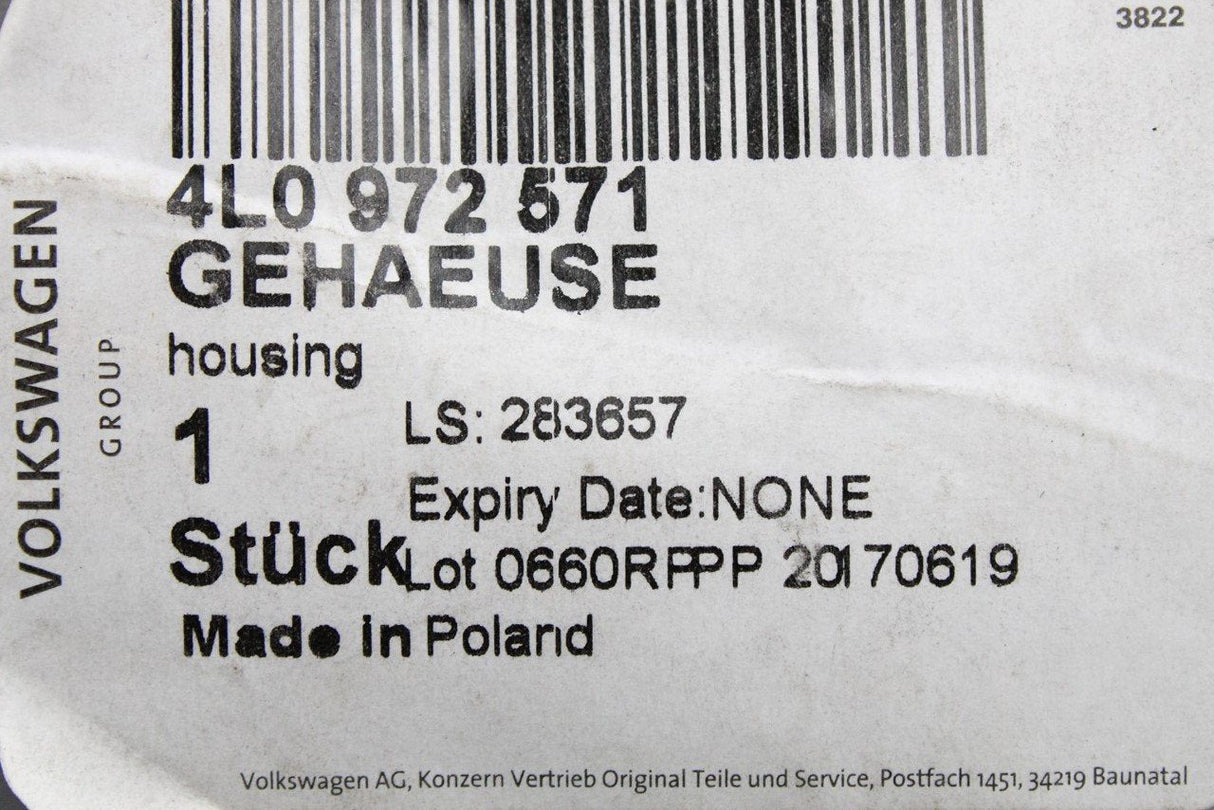 3822
4L0 972 571
GEHAEUSE
housing
1
LS: 283657
Expiry Date:NONE
Stück
Lot 0660RPPP 20170619
Made in Poland
VOLKSWAGEN
GROUP
Volkswagen AG, Konzern Vertrieb Original Teile und Service, Postfach 1451, 34219 Baunatal